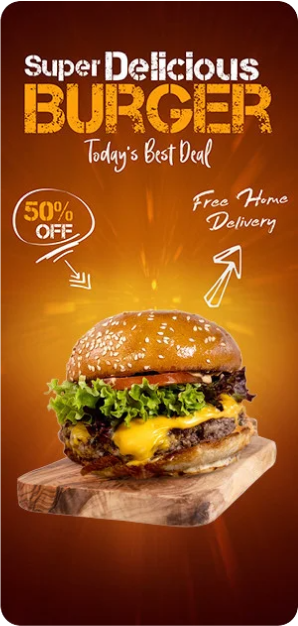 Super Delicious
BURGER
Today's Best Deal
50%
OFF
Free Home
Delivery